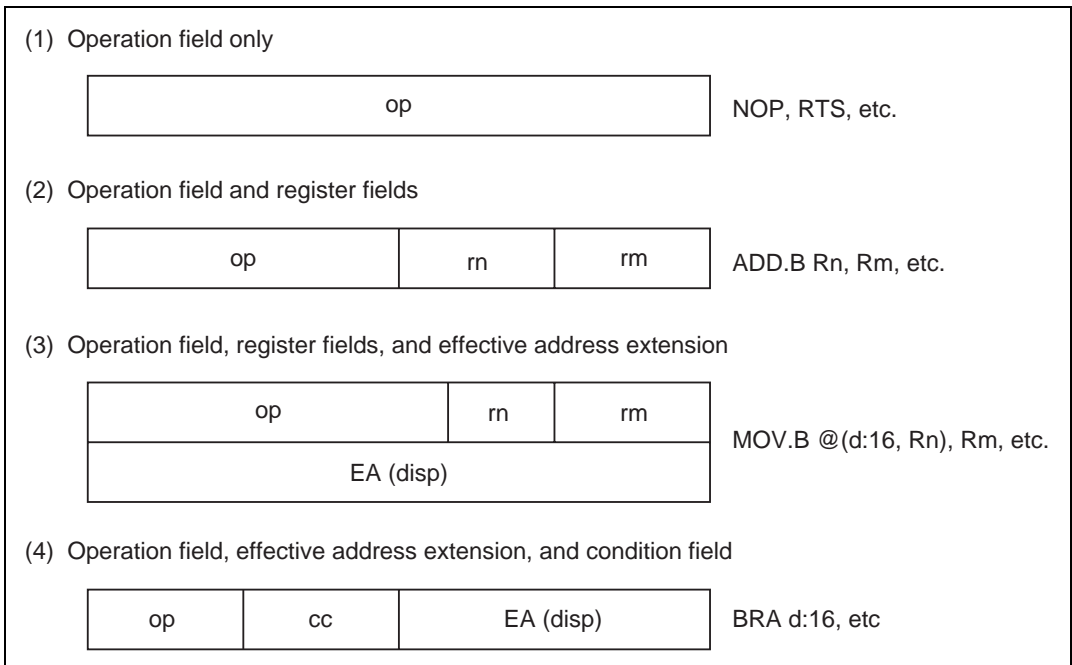 (1) Operation field only
op
NOP, RTS, etc.
(2) Operation field and register fields
op rn rm
ADD.B Rn, Rm, etc.
(3) Operation field, register fields, and effective address extension
op rn rm
MOV.B @(d:16, Rn), Rm, etc.
EA (disp)
(4) Operation field, effective address extension, and condition field
op cc EA (disp)
BRA d:16, etc